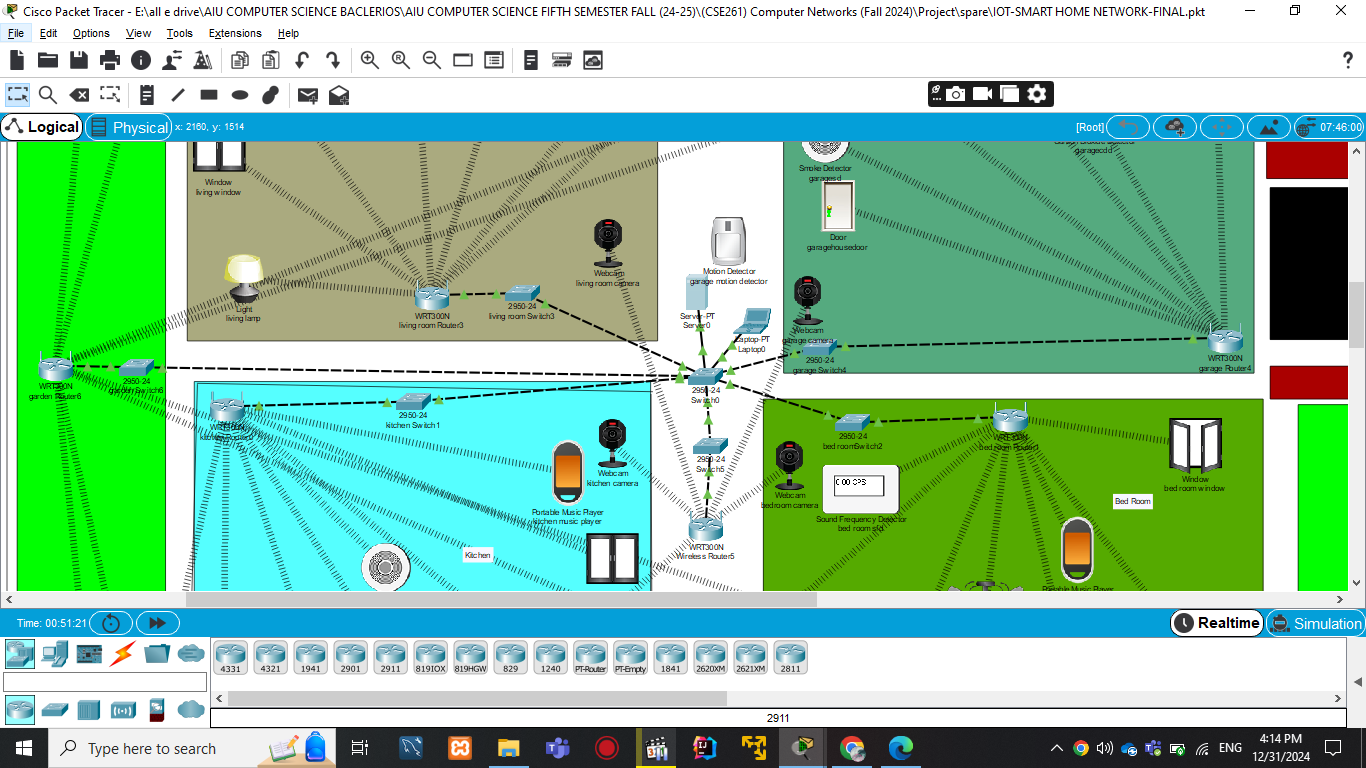 Cisco Packet Tracer - E:\all e drive\AIU COMPUTER SCIENCE BACLERIOS\AIU COMPUTER SCIENCE FIFTH SEMESTER FALL (24-25)\(CSE261) Computer Networks (Fall 2024)\Project\spare\IOT-SMART HOME NETWORK-FINAL.pkt
File Edit Options View Tools Extensions Help
Logical Physical x: 2160, y: 1514 [Root] 07:46:00
Window
living window
Smoke Detector
garagesd
Door
garagehousedoor
Motion Detector
garage motion detector
Webcam
living room camera
Light
living lamp
WRT300N
living room Router3
2950-24
living room Switch3
Server-PT
Server0
Laptop-PT
Laptop0
Webcam
garage camera
2950-24
garage Switch4
WRT300N
garage Router4
WRT300N
garden Router6
2950-24
garden Switch6
2950-24
kitchen Switch1
2950-24
Switch0
2950-24
bed roomSwitch2
WRT300N
bed room Router1
2950-24
Switch5
Webcam
kitchen camera
Webcam
bedroom camera
0.00 CPS
Sound Frequency Detector
bed room sfd
Window
bed room window
Bed Room
Portable Music Player
kitchen music player
WRT300N
Wireless Router5
Kitchen
Portable Music Player
Time: 00:51:21 Realtime Simulation
4331 4321 1941 2901 2911 819IOX 819HGW 829 1240 PT-Router PT-Empty 1841 2620XM 2621XM 2811
2911
Type here to search
ENG
4:14 PM
12/31/2024